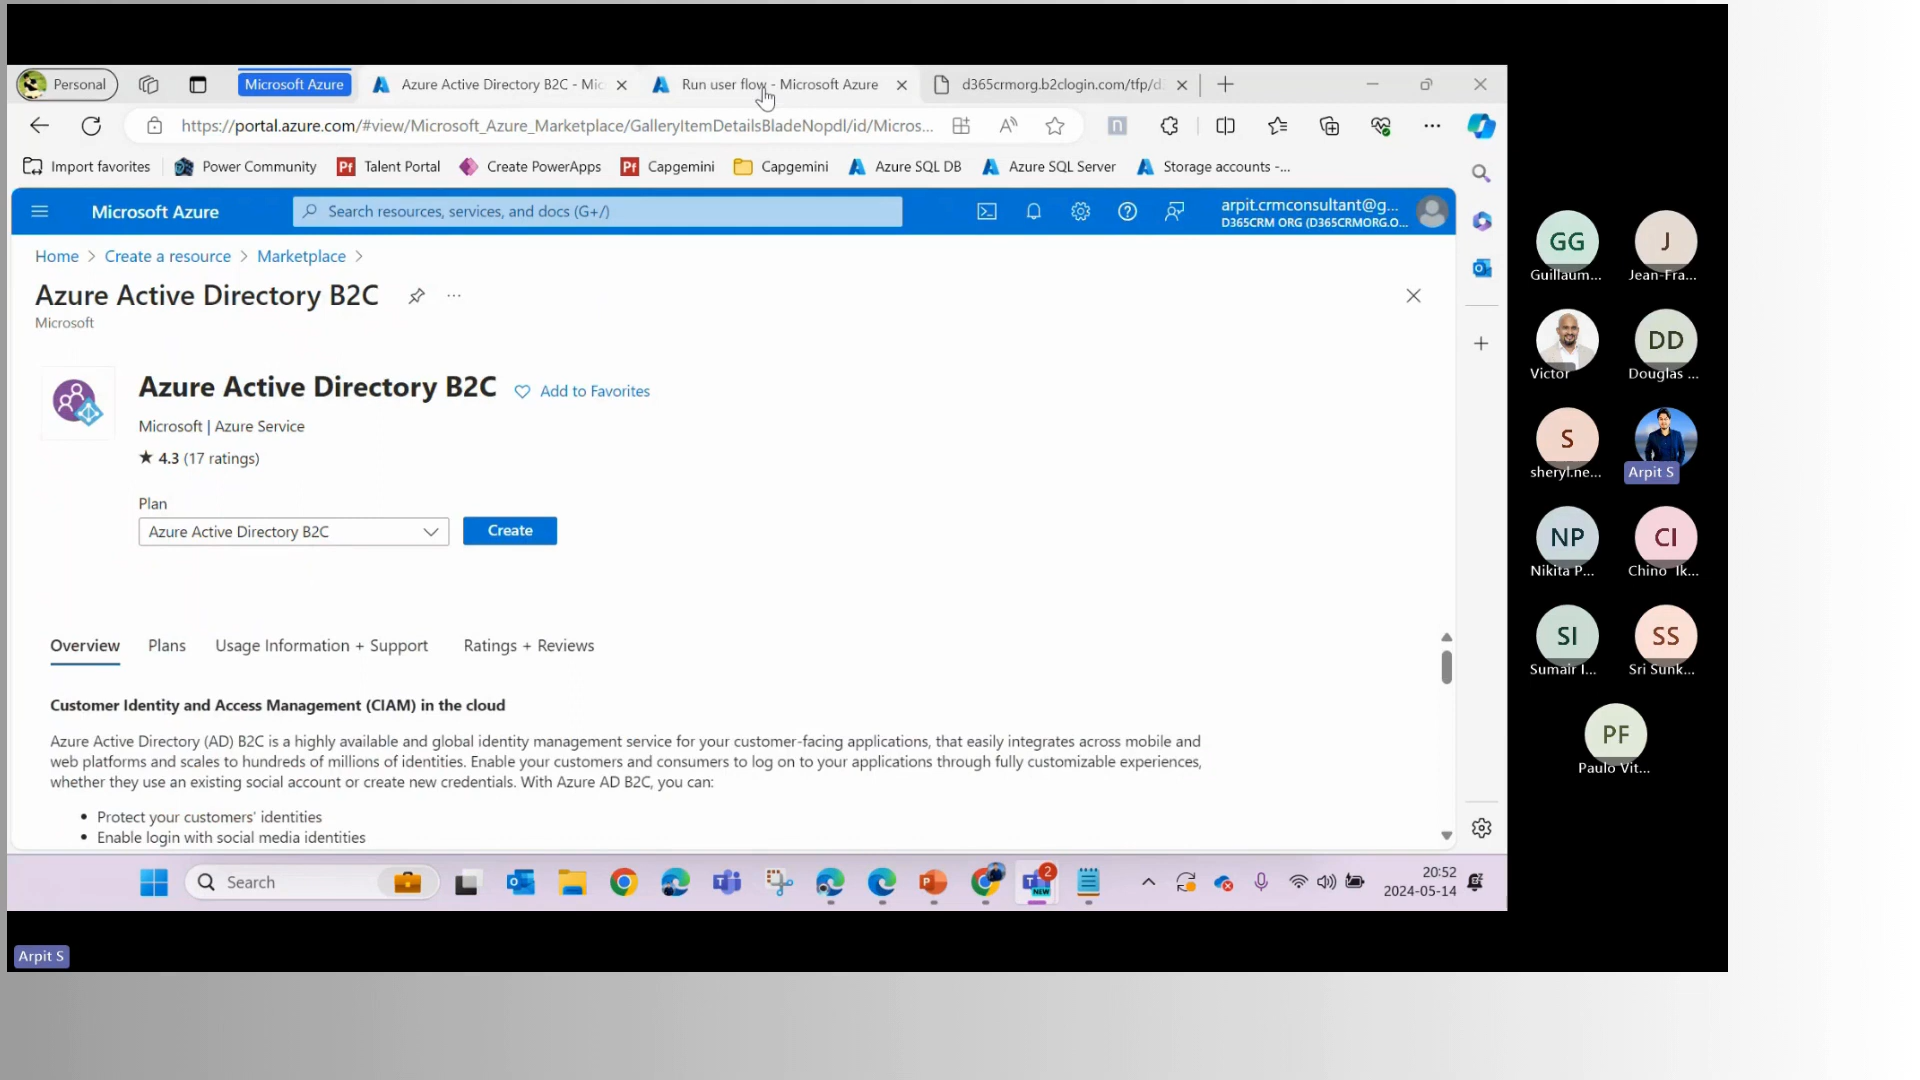 Personal
Microsoft Azure
Azure Active Directory B2C - Mic
Run user flow - Microsoft Azure
d365crmorg.b2clogin.com/tfp/d
https://portal.azure.com/#view/Microsoft_Azure_Marketplace/GalleryItemDetailsBladeNopdl/id/Micros...
Import favorites
Power Community
Talent Portal
Create PowerApps
Capgemini
Capgemini
Azure SQL DB
Azure SQL Server
Storage accounts -...
Microsoft Azure
Search resources, services, and docs (G+/)
arpit.crmconsultant@g...
D365CRM ORG (D365CRMORG.O...
Home > Create a resource > Marketplace >
Azure Active Directory B2C
Microsoft
Azure Active Directory B2C
Add to Favorites
Microsoft | Azure Service
★ 4.3 (17 ratings)
Plan
Azure Active Directory B2C
Create
Overview
Plans
Usage Information + Support
Ratings + Reviews
Customer Identity and Access Management (CIAM) in the cloud
Azure Active Directory (AD) B2C is a highly available and global identity management service for your customer-facing applications, that easily integrates across mobile and
web platforms and scales to hundreds of millions of identities. Enable your customers and consumers to log on to your applications through fully customizable experiences,
whether they use an existing social account or create new credentials. With Azure AD B2C, you can:
• Protect your customers' identities
• Enable login with social media identities
Search
2
NEW
20:52
2024-05-14
Arpit S
GG
Guillaum...
J
Jean-Fra...
Victor
DD
Douglas ...
S
sheryl.ne...
Arpit S
NP
Nikita P...
CI
Chino Ik...
SI
Sumair I...
SS
Sri Sunk...
PF
Paulo Vit...